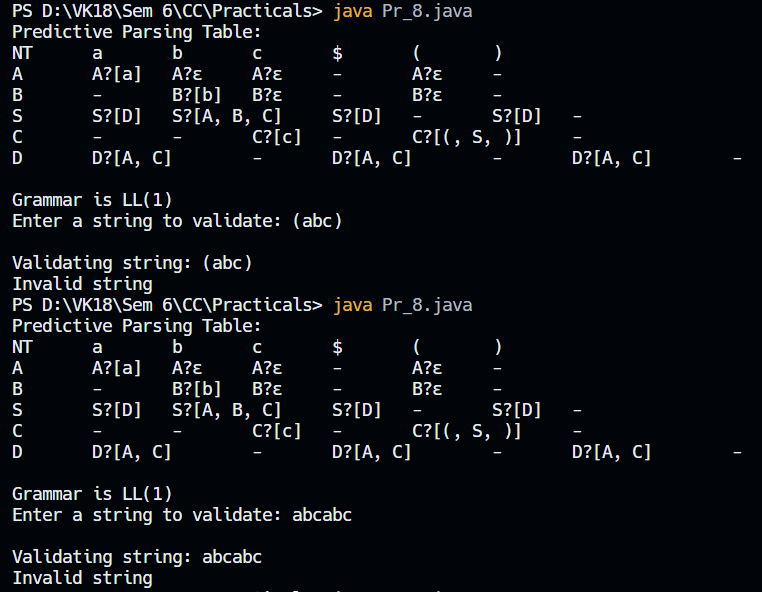 PS D:\VK18\Sem 6\CC\Practicals> java Pr_8.java
Predictive Parsing Table:
NT      a       b       c       $       (       )
A       A?[a]   A?ε     A?ε     -       A?ε     -
B       -       B?[b]   B?ε     -       B?ε     -
S       S?[D]   S?[A, B, C]     S?[D]   -       S?[D]   -
C       -       -       C?[c]   -       C?[(, S, )]     -
D       D?[A, C]        -       D?[A, C]        -       D?[A, C]        -

Grammar is LL(1)
Enter a string to validate: (abc)

Validating string: (abc)
Invalid string
PS D:\VK18\Sem 6\CC\Practicals> java Pr_8.java
Predictive Parsing Table:
NT      a       b       c       $       (       )
A       A?[a]   A?ε     A?ε     -       A?ε     -
B       -       B?[b]   B?ε     -       B?ε     -
S       S?[D]   S?[A, B, C]     S?[D]   -       S?[D]   -
C       -       -       C?[c]   -       C?[(, S, )]     -
D       D?[A, C]        -       D?[A, C]        -       D?[A, C]        -

Grammar is LL(1)
Enter a string to validate: abcabc

Validating string: abcabc
Invalid string